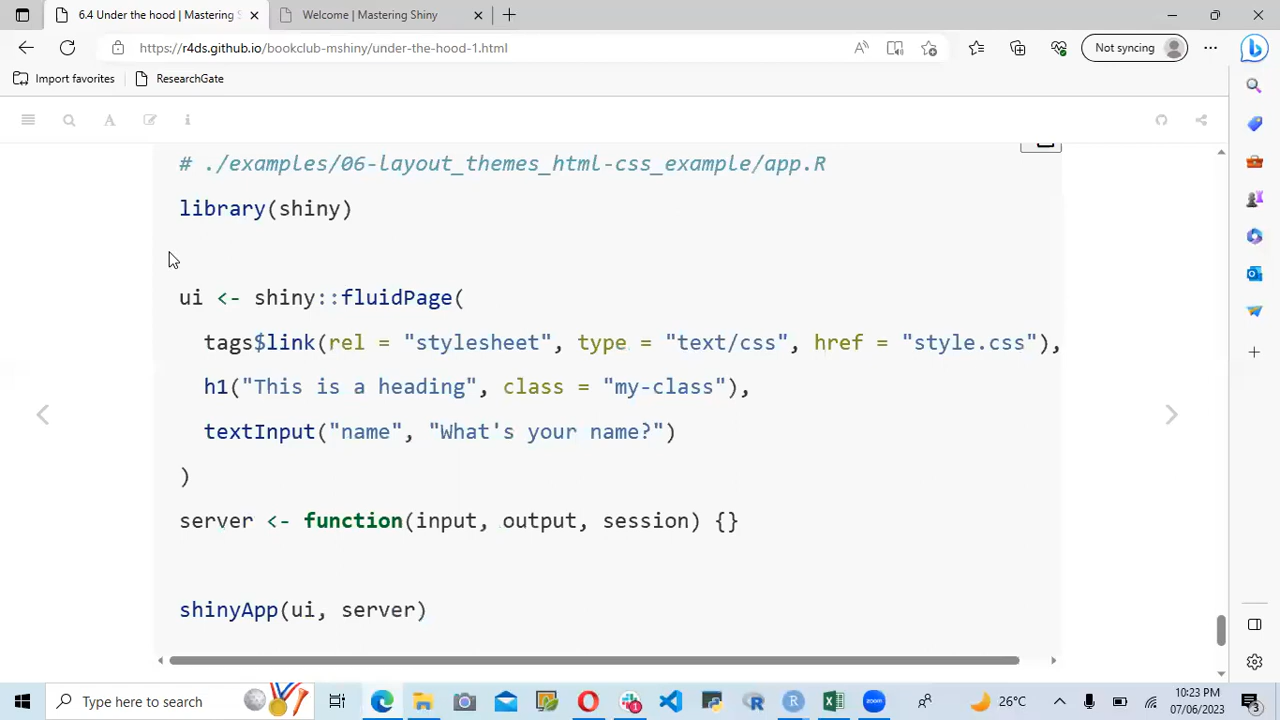 6.4 Under the hood | Mastering S
Welcome | Mastering Shiny
https://r4ds.github.io/bookclub-mshiny/under-the-hood-1.html
Not syncing
Import favorites
ResearchGate
# ./examples/06-layout_themes_html-css_example/app.R
library(shiny)
ui <- shiny::fluidPage(
tags$link(rel = "stylesheet", type = "text/css", href = "style.css"),
h1("This is a heading", class = "my-class"),
textInput("name", "What's your name?")
)
server <- function(input, output, session) {}
shinyApp(ui, server)
Type here to search
26°C
10:23 PM
07/06/2023